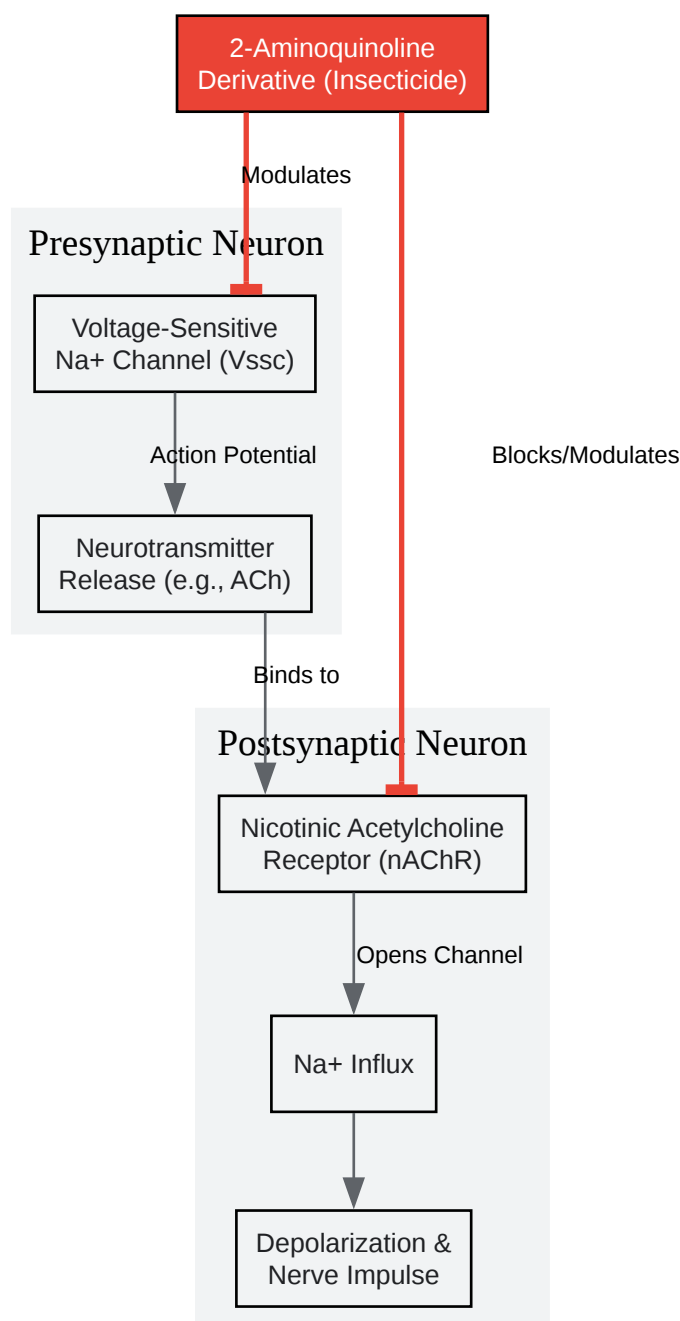 2-Aminoquinoline
Derivative (Insecticide)
Modulates
Presynaptic Neuron
Voltage-Sensitive
Na+ Channel (Vssc)
Action Potential
Blocks/Modulates
Neurotransmitter
Release (e.g., ACh)
Binds to
Postsynaptic Neuron
Nicotinic Acetylcholine
Receptor (nAChR)
Opens Channel
Na+ Influx
Depolarization &
Nerve Impulse